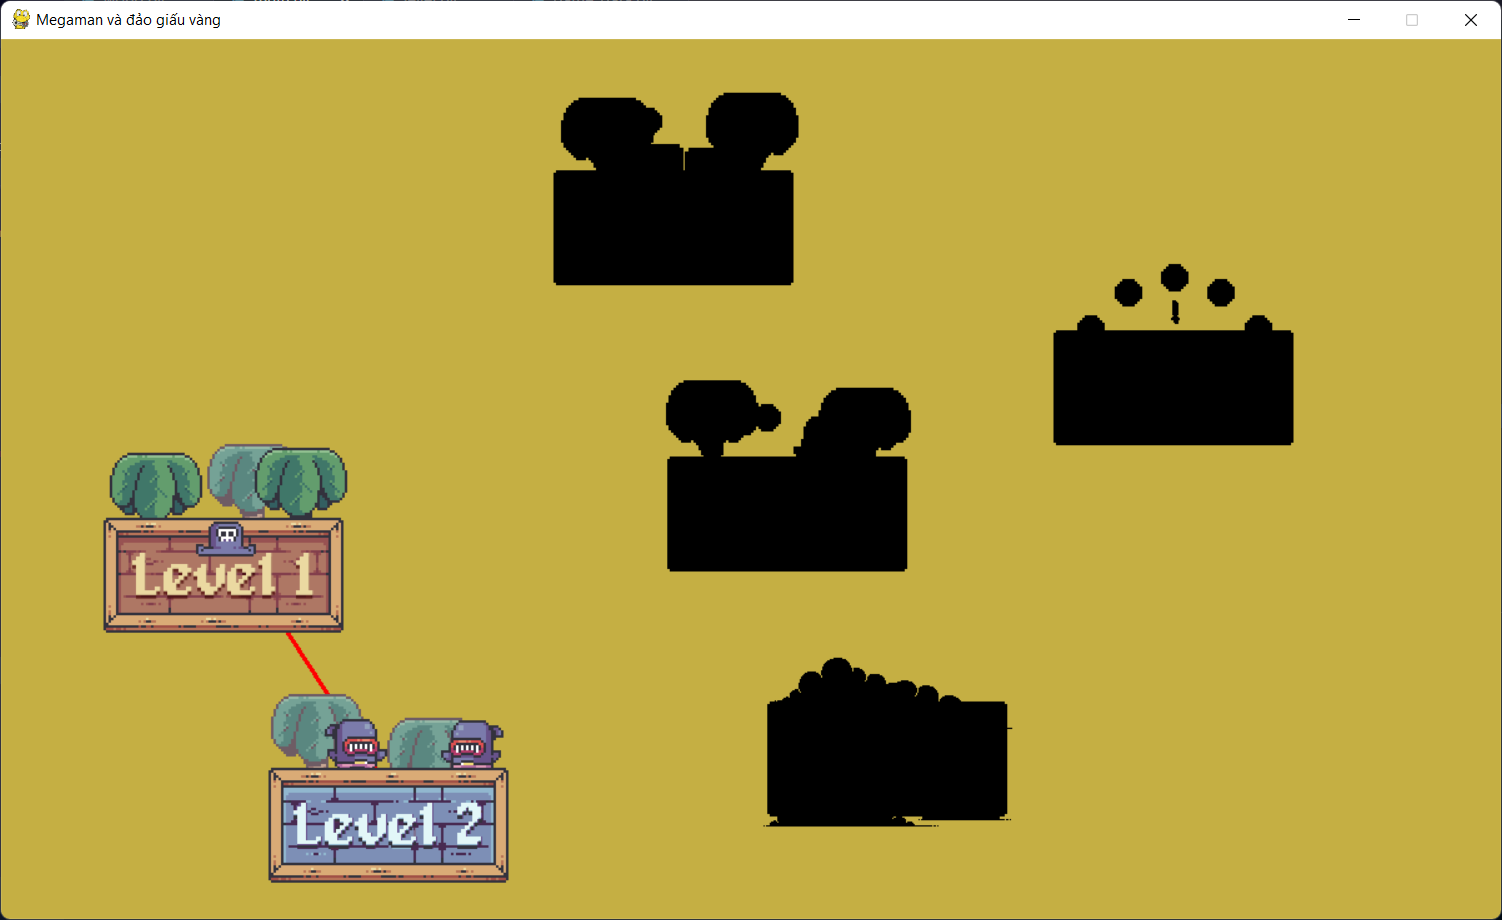 Megaman và đảo giấu vàng
Level 1
Level 2